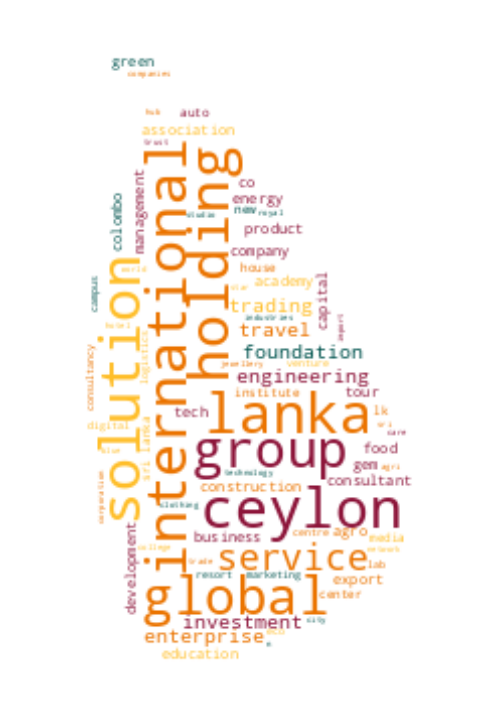 green
companies
hub
auto
association
trust
international
holding
management
co
energy
colombo
new
royal
studio
product
company
world
house
solution
campus
star
academy
capital
trading
industries
import
hotel
travel
logistics
foundation
consultancy
jewellery
venture
engineering
institute
tour
tech
lanka
lk
digital
sri
care
sri lanka
group
food
blue
gem
agri
technology
consultant
corporation
construction
clothing
ceylon
development
business
centre
agro
media
college
network
trade
service
lab
resort
marketing
export
global
center
investment
city
enterprise
eco
education